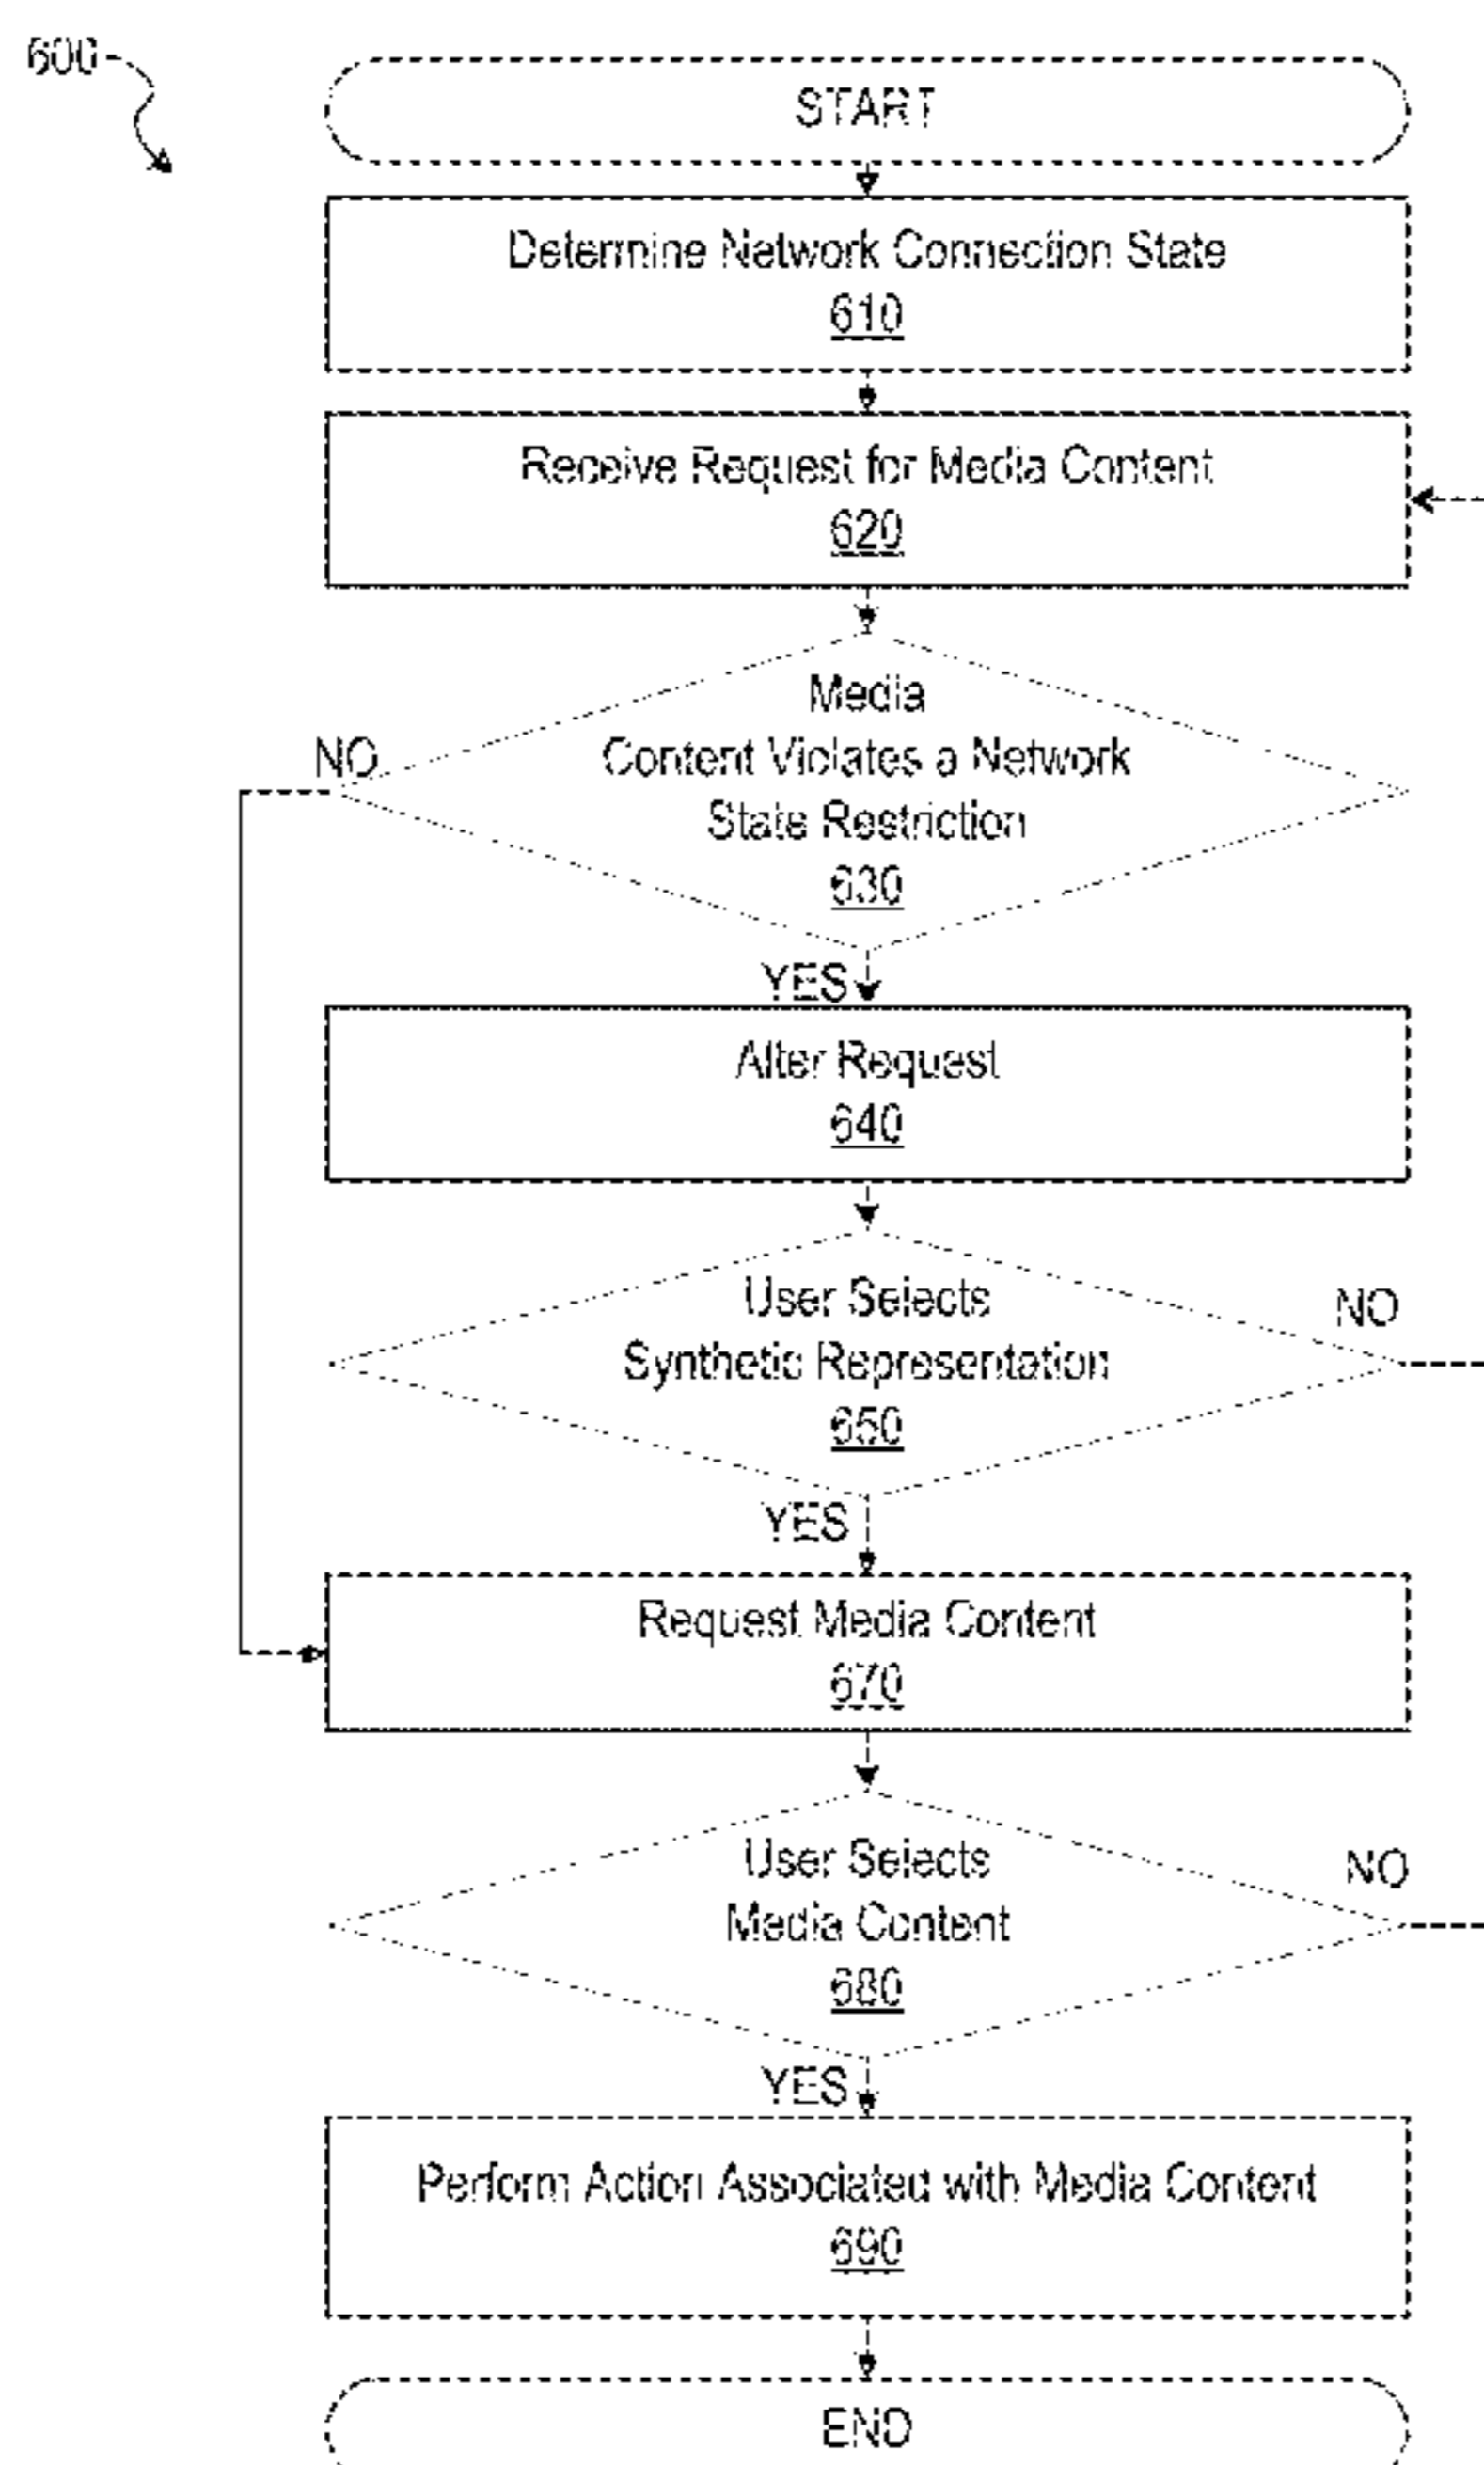 600
START
Determine Network Connection State
610
Receive Request for Media Content
620
Media
Content Violates a Network
State Restriction
630
NO
YES
Alter Request
640
User Selects
Synthetic Representation
650
NO
YES
Request Media Content
670
User Selects
Media Content
680
NO
YES
Perform Action Associated with Media Content
690
END